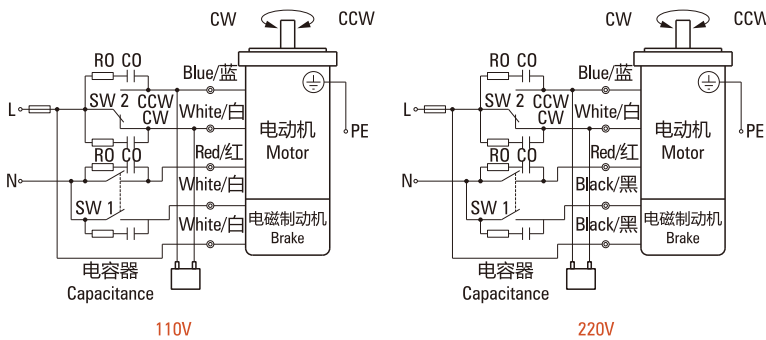 CW CCW
RO CO
Blue/蓝
L
SW 2
CCW
CW
White/白
RO CO
Red/红
N
White/白
SW 1
White/白
电动机
Motor
PE
电磁制动机
Brake
电容器
Capacitance
110V
CW CCW
RO CO
Blue/蓝
L
SW 2
CCW
CW
White/白
RO CO
Red/红
N
Black/黑
SW 1
Black/黑
电动机
Motor
PE
电磁制动机
Brake
电容器
Capacitance
220V